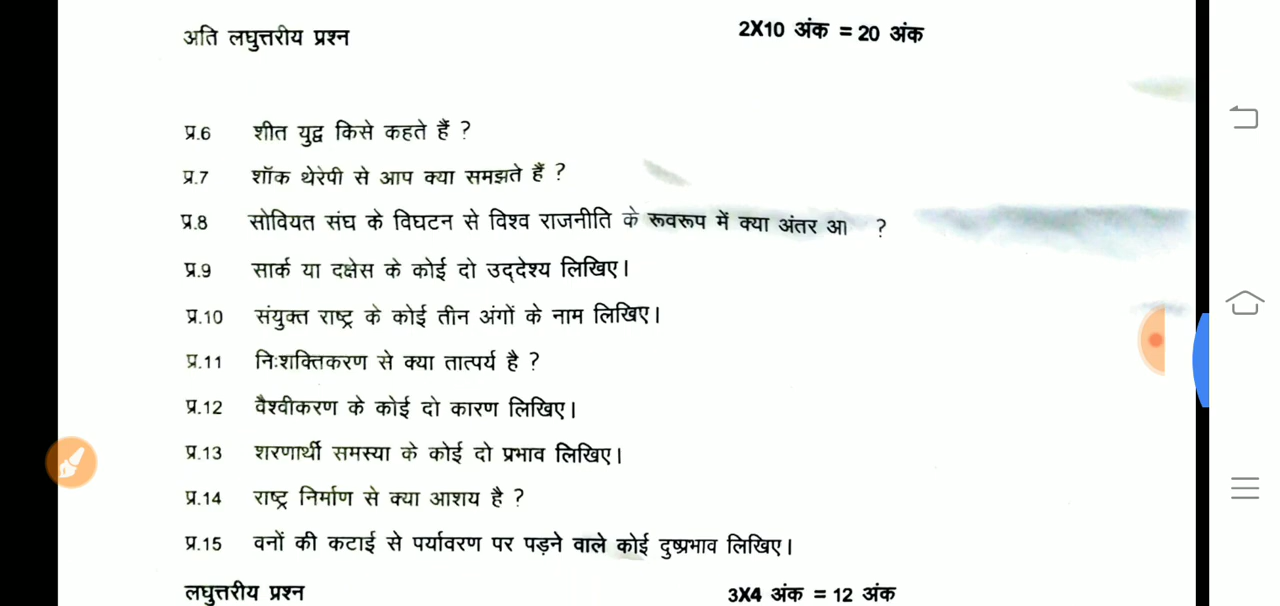 अति लघुत्तरीय प्रश्न 2X10 अंक = 20 अंक
प्र.6 शीत युद्व किसे कहते हैं ?
प्र.7 शॉक थेरेपी से आप क्या समझते हैं ?
प्र.8 सोवियत संघ के विघटन से विश्व राजनीति के रूवरूप में क्या अंतर आ ?
प्र.9 सार्क या दक्षेस के कोई दो उद्देश्य लिखिए।
प्र.10 संयुक्त राष्ट्र के कोई तीन अंगों के नाम लिखिए।
प्र.11 निःशक्तिकरण से क्या तात्पर्य है ?
प्र.12 वैश्वीकरण के कोई दो कारण लिखिए।
प्र.13 शरणार्थी समस्या के कोई दो प्रभाव लिखिए।
प्र.14 राष्ट्र निर्माण से क्या आशय है ?
प्र.15 वनों की कटाई से पर्यावरण पर पड़ने वाले कोई दुष्प्रभाव लिखिए।
लघुत्तरीय प्रश्न 3X4 अंक = 12 अंक